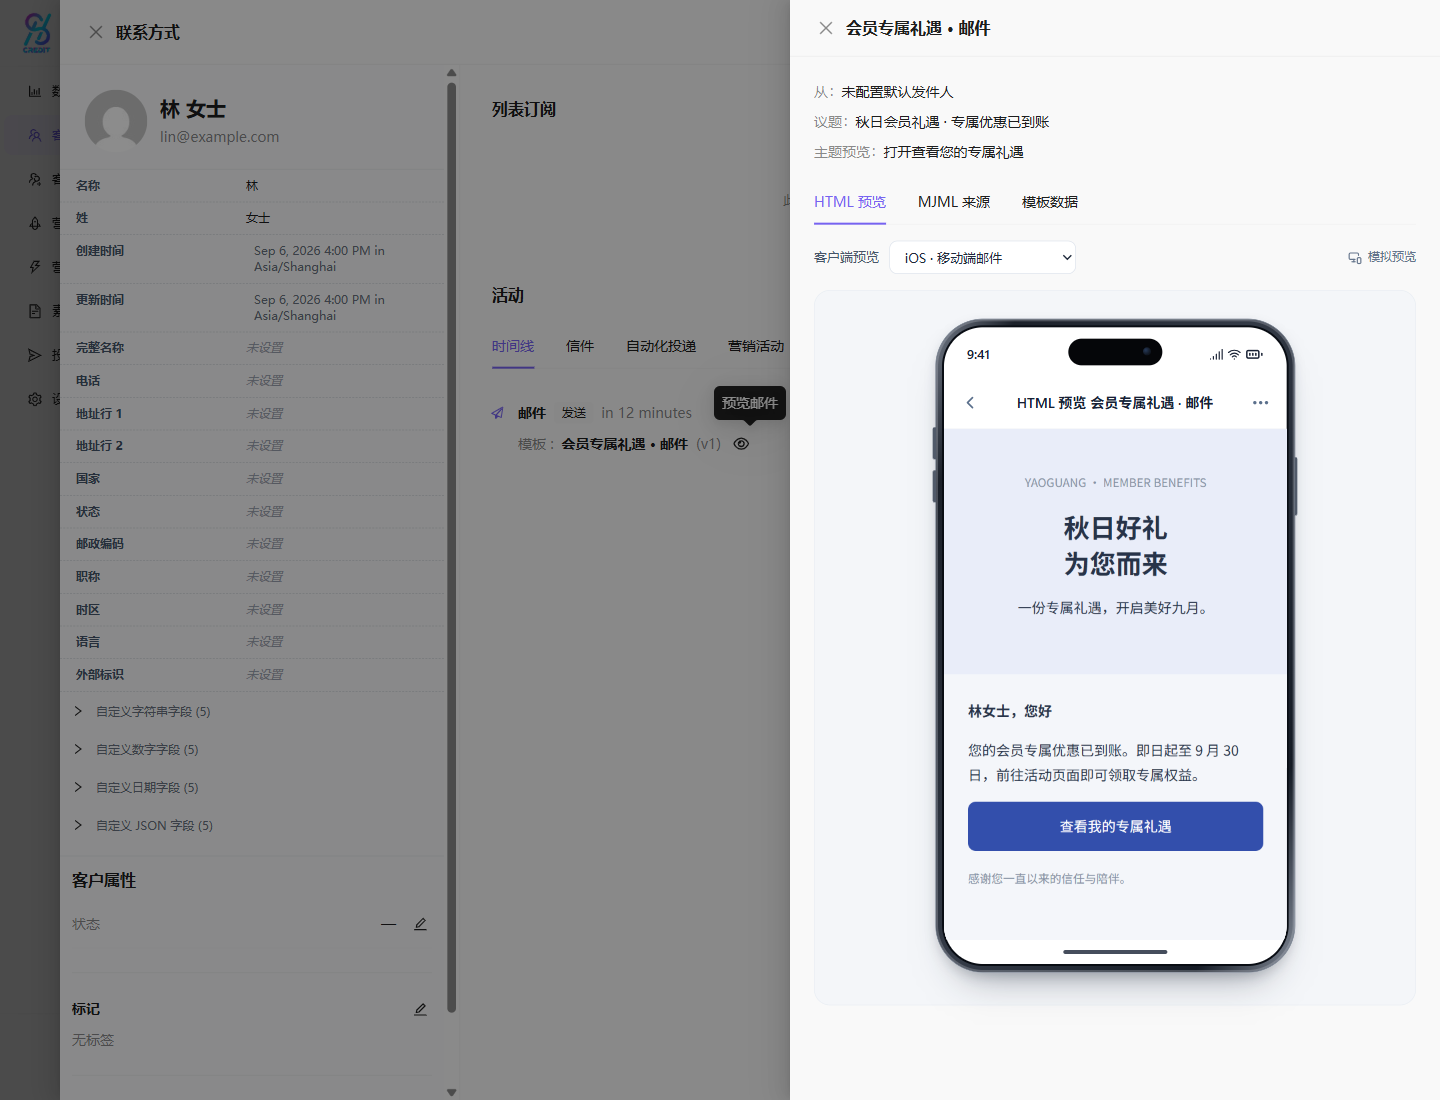 CREDIT
联系方式
林 女士
lin@example.com
名称 林
姓 女士
创建时间 Sep 6, 2026 4:00 PM in
Asia/Shanghai
更新时间 Sep 6, 2026 4:00 PM in
Asia/Shanghai
完整名称 未设置
电话 未设置
地址行 1 未设置
地址行 2 未设置
国家 未设置
状态 未设置
邮政编码 未设置
职称 未设置
时区 未设置
语言 未设置
外部标识 未设置
自定义字符串字段 (5)
自定义数字字段 (5)
自定义日期字段 (5)
自定义 JSON 字段 (5)
客户属性
状态 —
标记
无标签
列表订阅
活动
时间线 信件 自动化投递 营销活动
邮件 发送 in 12 minutes
预览邮件
模板： 会员专属礼遇 • 邮件 (v1)
会员专属礼遇 • 邮件
从： 未配置默认发件人
议题： 秋日会员礼遇 · 专属优惠已到账
主题预览： 打开查看您的专属礼遇
HTML 预览 MJML 来源 模板数据
客户端预览 iOS · 移动端邮件 模拟预览
9:41
HTML 预览 会员专属礼遇 · 邮件
YAOGUANG • MEMBER BENEFITS
秋日好礼
为您而来
一份专属礼遇，开启美好九月。
林女士，您好
您的会员专属优惠已到账。即日起至 9 月 30
日，前往活动页面即可领取专属权益。
查看我的专属礼遇
感谢您一直以来的信任与陪伴。